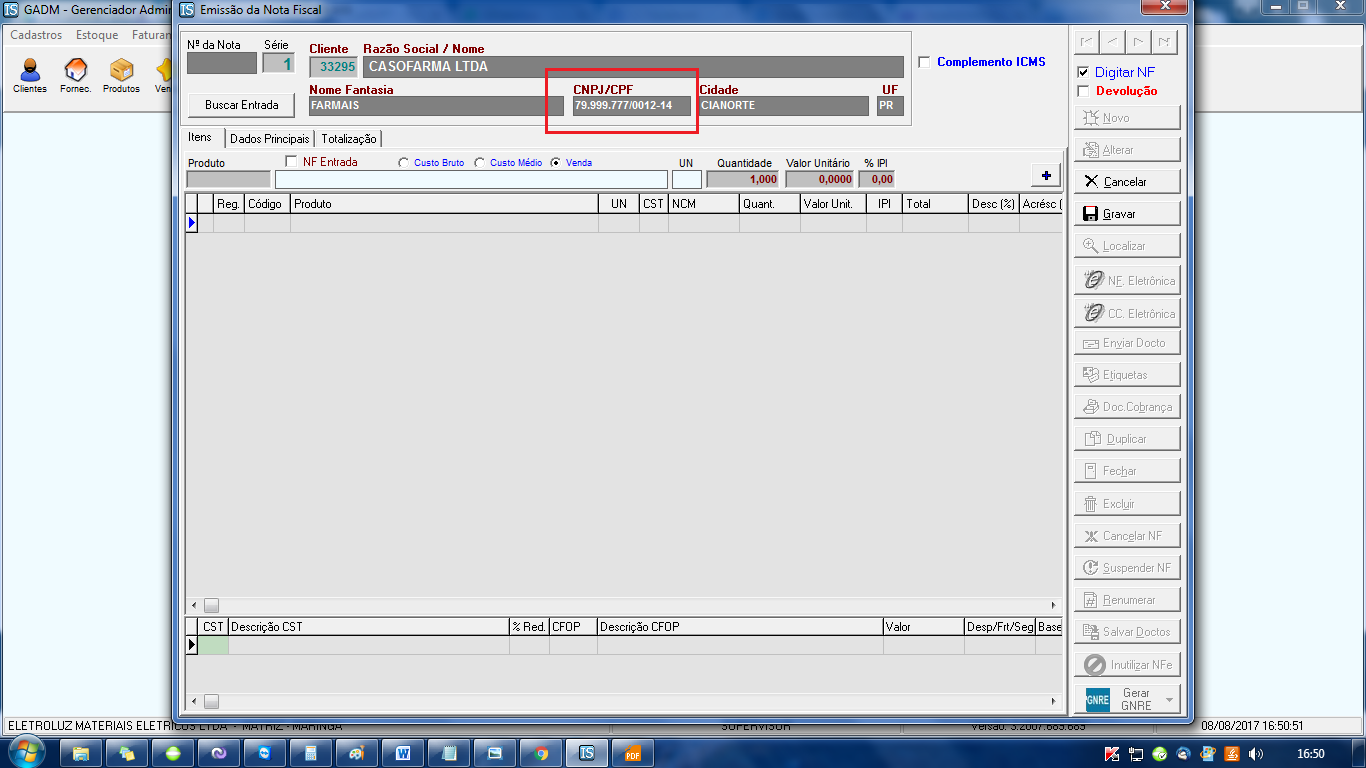 GADM - Gerenciador Admin
Cadastros Estoque Faturan
Clientes Fornec. Produtos Ven
Emissão da Nota Fiscal
Nº da Nota Série Cliente Razão Social / Nome
1 33295 CASOFARMA LTDA
Complemento ICMS
Nome Fantasia CNPJ/CPF Cidade UF
Buscar Entrada FARMAIS 79.999.777/0012-14 CIANORTE PR
Itens Dados Principais Totalização
Produto NF Entrada Custo Bruto Custo Médio Venda UN Quantidade Valor Unitário % IPI
1,000 0,0000 0,00
Reg. Código Produto UN CST NCM Quant. Valor Unit. IPI Total Desc (%) Acrésc (
CST Descrição CST % Red. CFOP Descrição CFOP Valor Desp/Frt/Seg Base
Digitar NF
Devolução
Novo
Alterar
Cancelar
Gravar
Localizar
NF. Eletrônica
CC. Eletrônica
Enviar Docto
Etiquetas
Doc.Cobrança
Duplicar
Fechar
Excluir
Cancelar NF
Suspender NF
Renumerar
Salvar Doctos
Inutilizar NFe
GNRE Gerar
GNRE
ELETROLUZ MATERIAIS ELETRICOS LTDA - MATRIZ - MARINGA SUPERVISOR Versão: 3.2007.665.685 08/08/2017 16:50:51
16:50